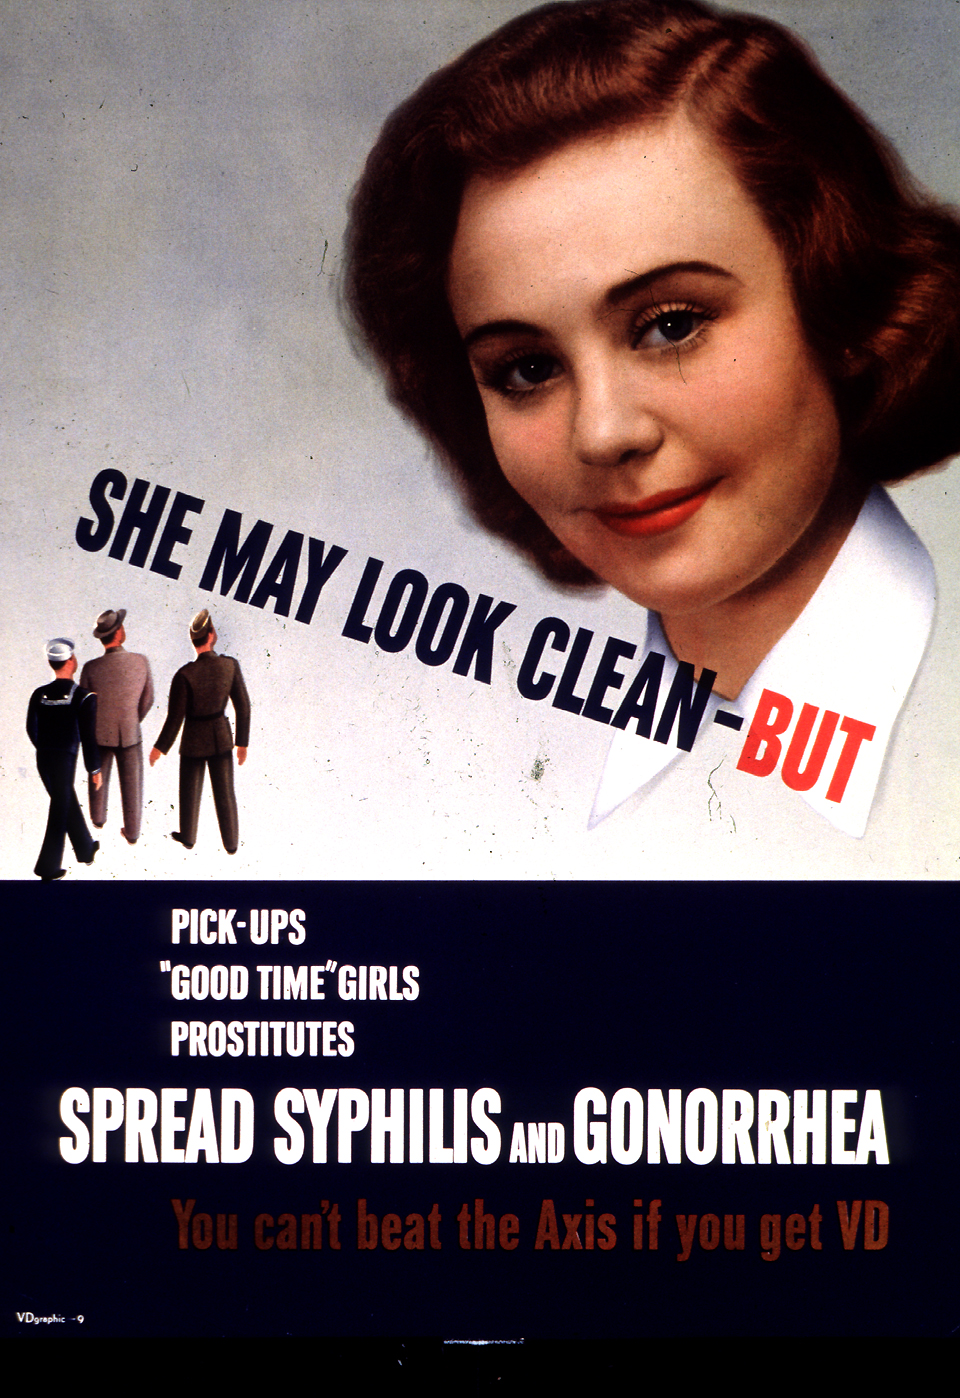 SHE MAY LOOK CLEAN-BUT
PICK-UPS
"GOOD TIME" GIRLS
PROSTITUTES
SPREAD SYPHILIS AND GONORRHEA
You can't beat the Axis if you get VD
VDgraphic -9